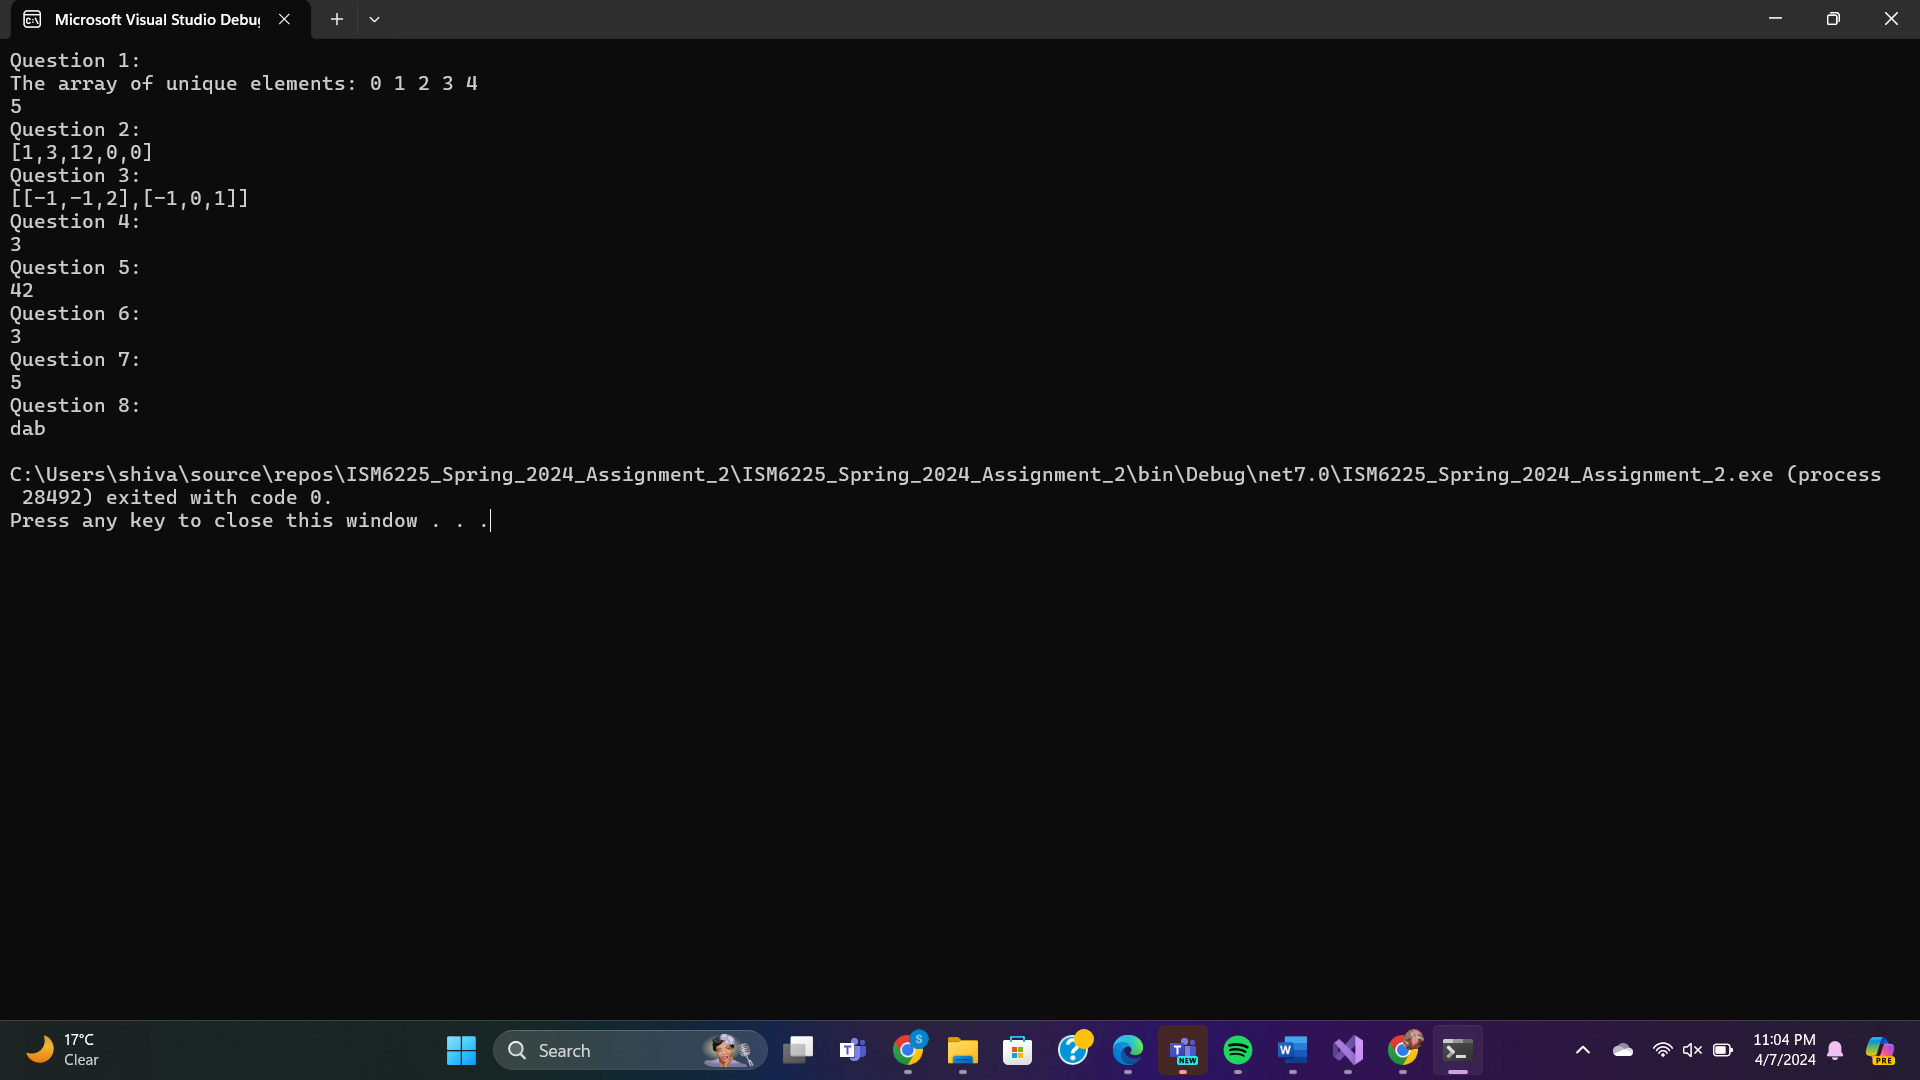 Microsoft Visual Studio Debug
Question 1:
The array of unique elements: 0 1 2 3 4
5
Question 2:
[1,3,12,0,0]
Question 3:
[[-1,-1,2],[-1,0,1]]
Question 4:
3
Question 5:
42
Question 6:
3
Question 7:
5
Question 8:
dab
C:\Users\shiva\source\repos\ISM6225_Spring_2024_Assignment_2\ISM6225_Spring_2024_Assignment_2\bin\Debug\net7.0\ISM6225_Spring_2024_Assignment_2.exe (process
28492) exited with code 0.
Press any key to close this window . . .
17°C
Clear
Search
S
T
NEW
W
11:04 PM
4/7/2024
PRE